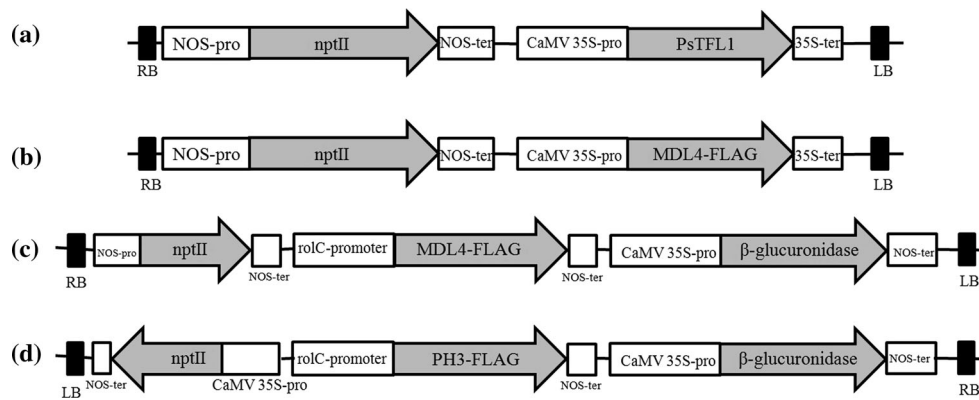 (a) NOS-pro nptII NOS-ter CaMV 35S-pro PsTFL1 35S-ter
RB LB
(b) NOS-pro nptII NOS-ter CaMV 35S-pro MDL4-FLAG 35S-ter
RB LB
(c) NOS-pro nptII NOS-ter rolC-promoter MDL4-FLAG NOS-ter CaMV 35S-pro β-glucuronidase NOS-ter
RB LB
(d) NOS-ter nptII CaMV 35S-pro rolC-promoter PH3-FLAG NOS-ter CaMV 35S-pro β-glucuronidase NOS-ter
LB RB